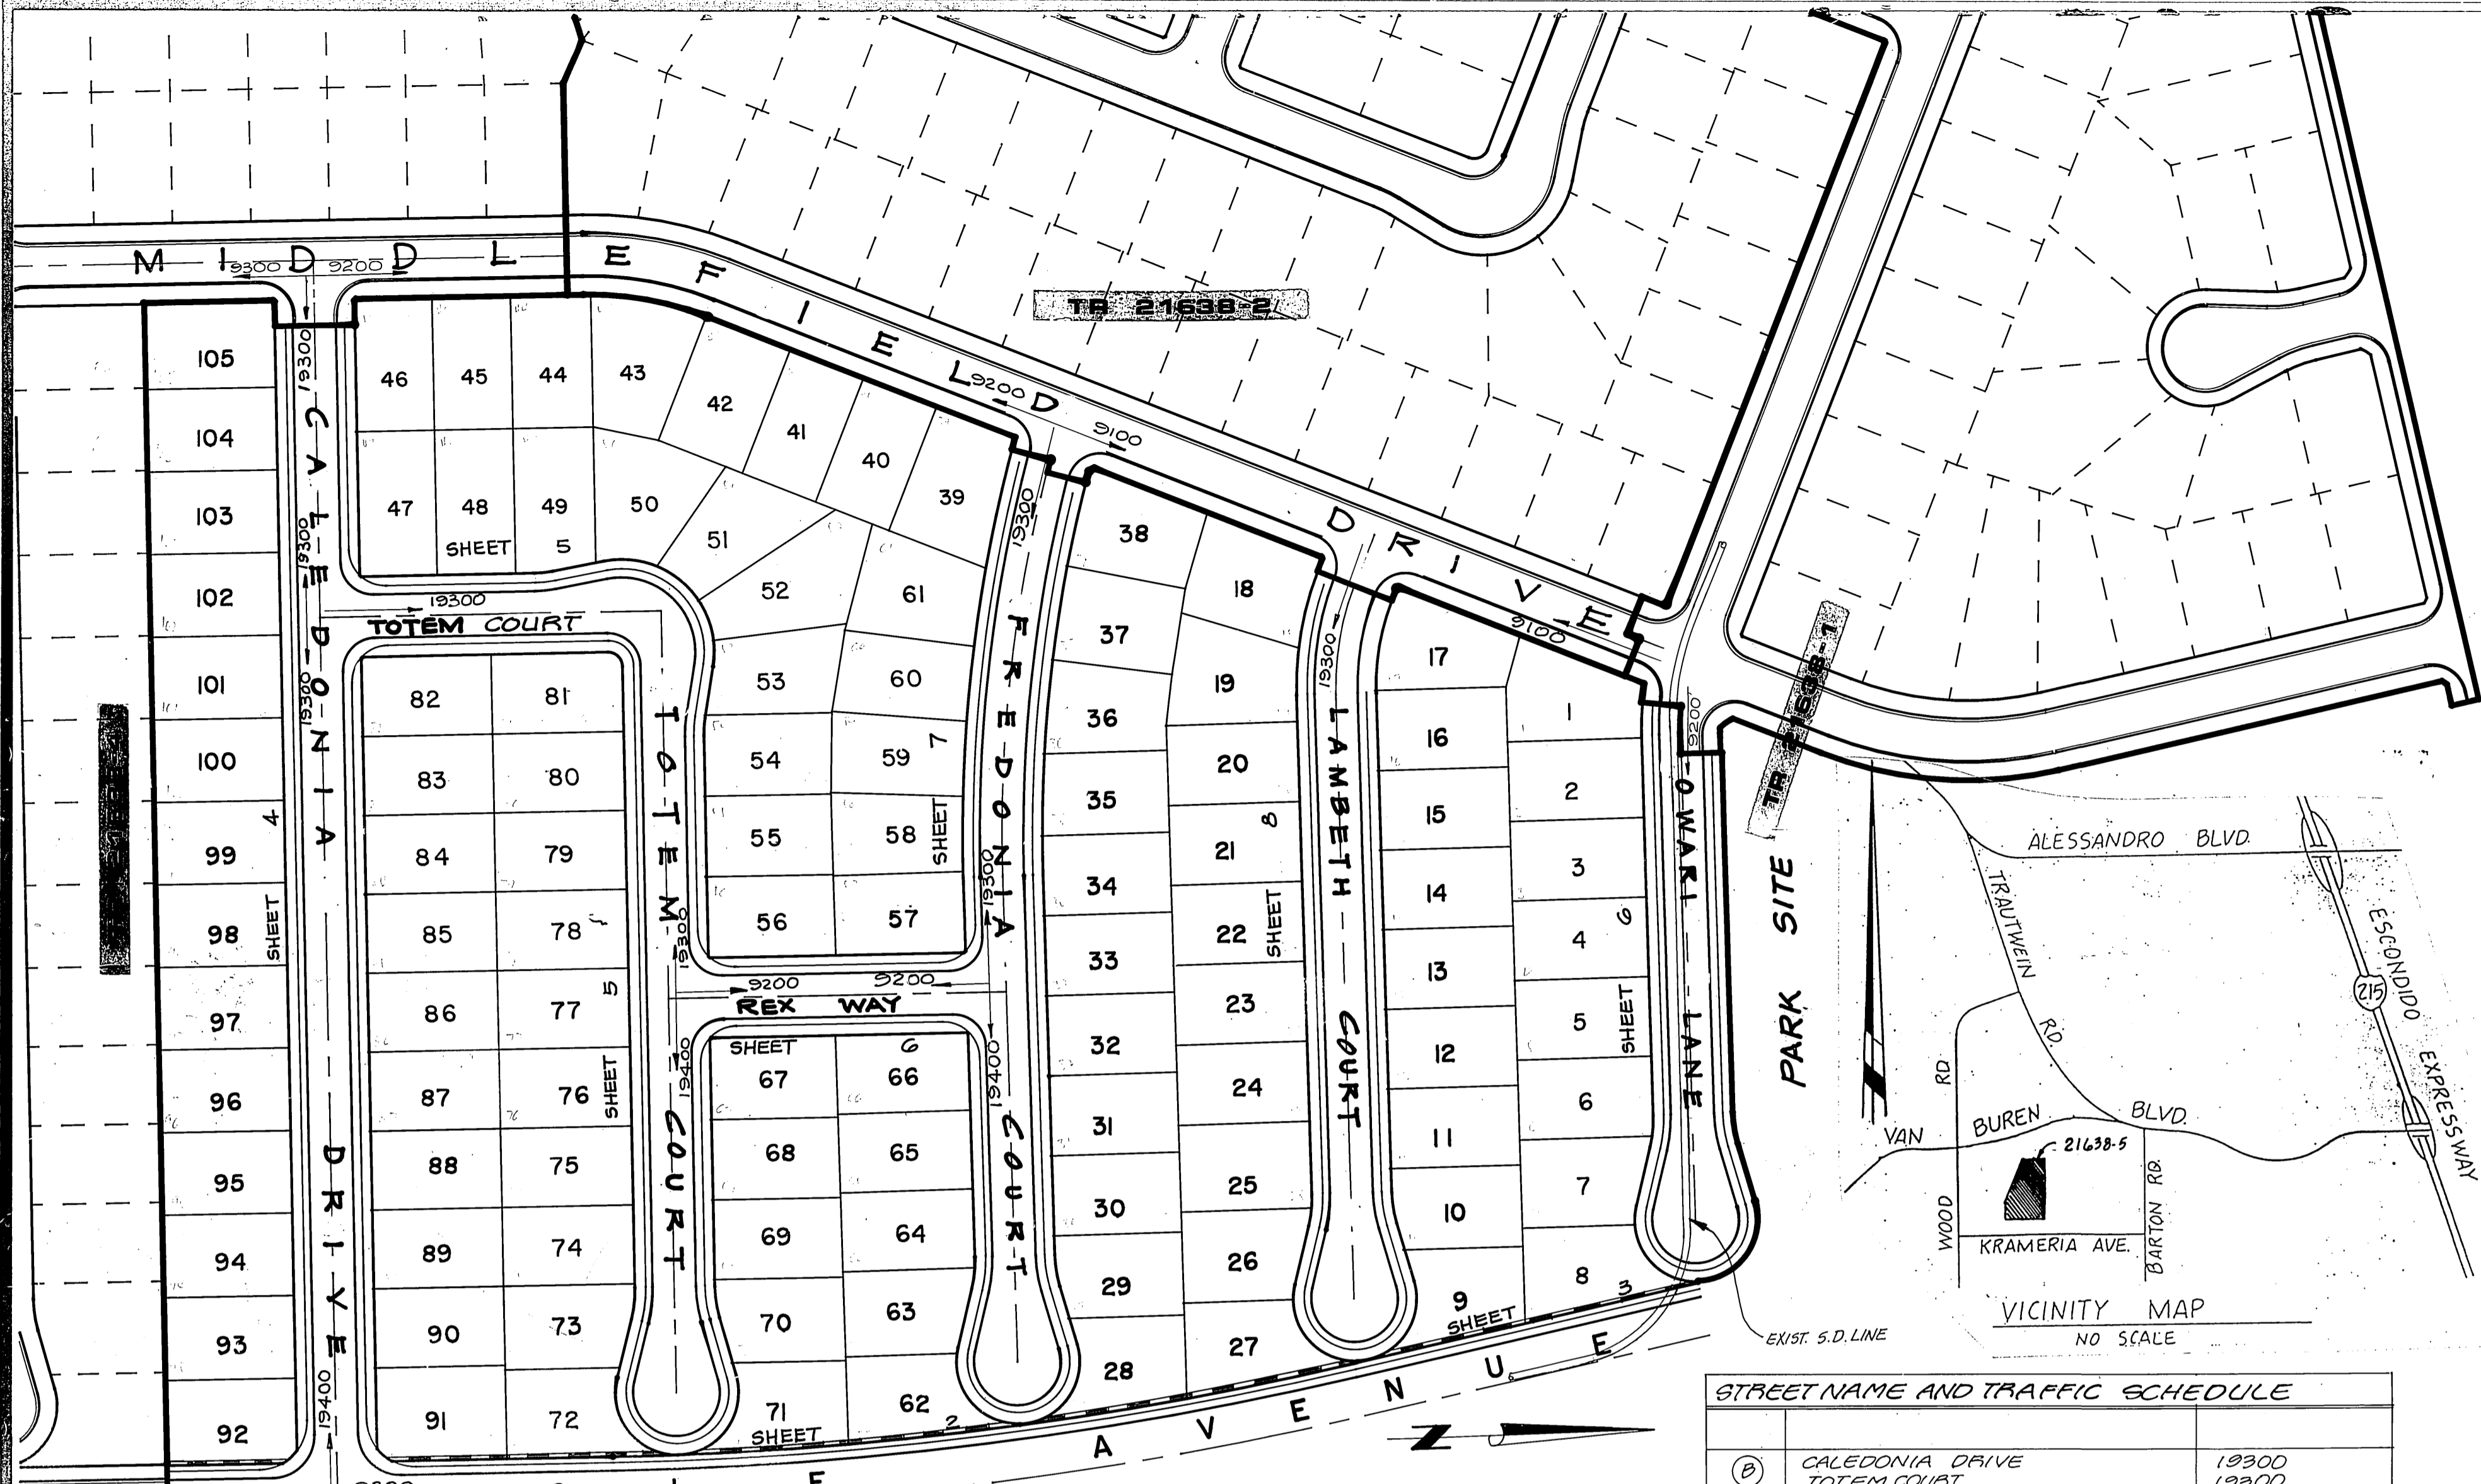 MIDDLEFIELD DRIVE
9300 9200
9200
9100
9100
TR 21638-2
TR 21638-1
CALEDONIA DRIVE
19300
19300
19300
19400
TOTEM COURT
19300
TOTEM COURT
19300
19400
REX WAY
9200 9200
FREDONIA COURT
19300
19300
19400
LAMBETH COURT
19300
OWARI LANE
9200
PARK SITE
AVENUE
105
104
103
102
101
100
99
98
97
96
95
94
93
92
SHEET 4
46 45 44 43
42
41
40
39
47 48 49 50
SHEET 5
51
52
53
54
55
56
61
60
59
58
57
SHEET 7
82 81
83 80
84 79
85 78
86 77
87 76
88 75
89 74
90 73
91 72
SHEET 5
SHEET 6
67 66
68 65
69 64
70 63
71 62
SHEET 2
38
37
36
35
34
33
32
31
30
29
28
18
19
20
21
22
23
24
25
26
27
SHEET 8
17
16
15
14
13
12
11
10
9
1
2
3
4
5
6
7
8
SHEET 6
SHEET 3
EXIST. S.D. LINE
ALESSANDRO BLVD.
TRAUTWEIN RD.
ESCONDIDO EXPRESSWAY
215
WOOD RD
VAN BUREN BLVD.
21638-5
BARTON RD.
KRAMERIA AVE.
VICINITY MAP
NO SCALE
N
STREET NAME AND TRAFFIC SCHEDULE
B CALEDONIA DRIVE 19300
TOTEM COURT 19300